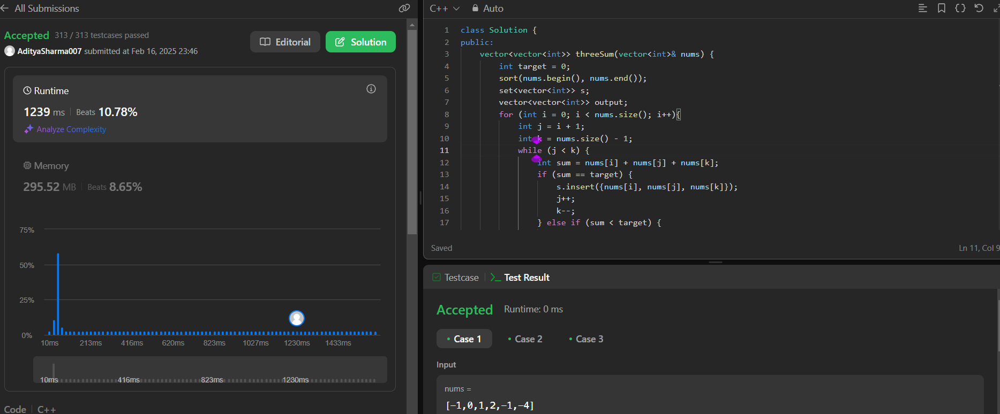 All Submissions
Accepted 313 / 313 testcases passed
AdityaSharma007 submitted at Feb 16, 2025 23:46
Editorial
Solution
Runtime
1239 ms Beats 10.78%
Analyze Complexity
Memory
295.52 MB Beats 8.65%
75%
50%
25%
0%
10ms 213ms 416ms 620ms 823ms 1027ms 1230ms 1433ms
10ms 416ms 823ms 1230ms
Code C++
C++ Auto
1 class Solution {
2 public:
3 vector<vector<int>> threeSum(vector<int>& nums) {
4 int target = 0;
5 sort(nums.begin(), nums.end());
6 set<vector<int>> s;
7 vector<vector<int>> output;
8 for (int i = 0; i < nums.size(); i++){
9 int j = i + 1;
10 int k = nums.size() - 1;
11 while (j < k) {
12 int sum = nums[i] + nums[j] + nums[k];
13 if (sum == target) {
14 s.insert({nums[i], nums[j], nums[k]});
15 j++;
16 k--;
17 } else if (sum < target) {
Saved
Ln 11, Col 9
Testcase
Test Result
Accepted Runtime: 0 ms
Case 1 Case 2 Case 3
Input
nums =
[-1,0,1,2,-1,-4]